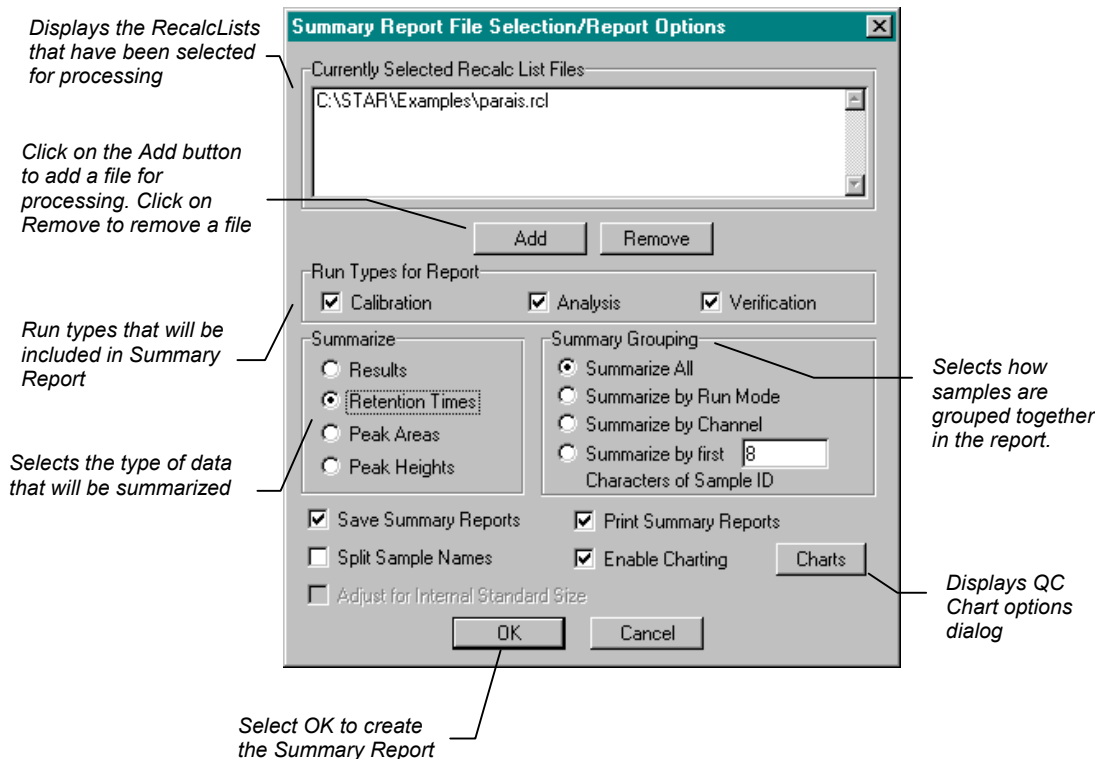 Displays the RecalcLists
that have been selected
for processing
Click on the Add button
to add a file for
processing. Click on
Remove to remove a file
Run types that will be
included in Summary
Report
Selects the type of data
that will be summarized
Summary Report File Selection/Report Options
Currently Selected Recalc List Files
C:\STAR\Examples\parais.rcl
Add Remove
Run Types for Report
Calibration Analysis Verification
Summarize
Results
Retention Times
Peak Areas
Peak Heights
Summary Grouping
Summarize All
Summarize by Run Mode
Summarize by Channel
Summarize by first 8
Characters of Sample ID
Save Summary Reports Print Summary Reports
Split Sample Names Enable Charting Charts
Adjust for Internal Standard Size
OK Cancel
Selects how
samples are
grouped together
in the report.
Displays QC
Chart options
dialog
Select OK to create
the Summary Report